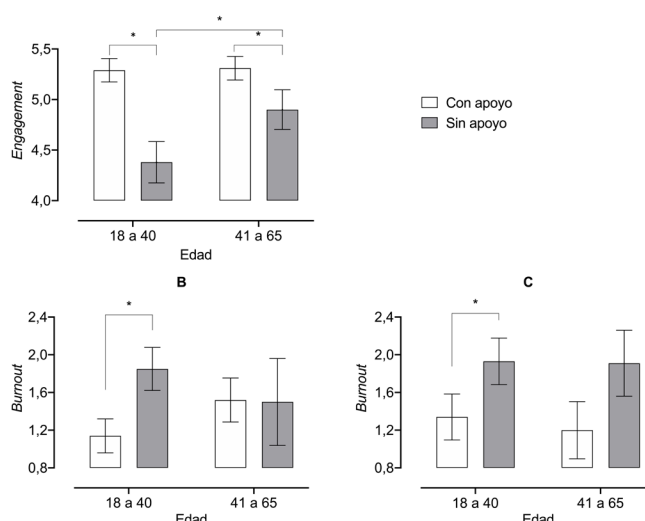 *
* *
5,5
5,0
4,5
4,0
Engagement
18 a 40 41 a 65
Edad
Con apoyo
Sin apoyo
B
*
2,4
2,0
1,6
1,2
0,8
Burnout
18 a 40 41 a 65
Edad
C
*
2,4
2,0
1,6
1,2
0,8
Burnout
18 a 40 41 a 65
Edad